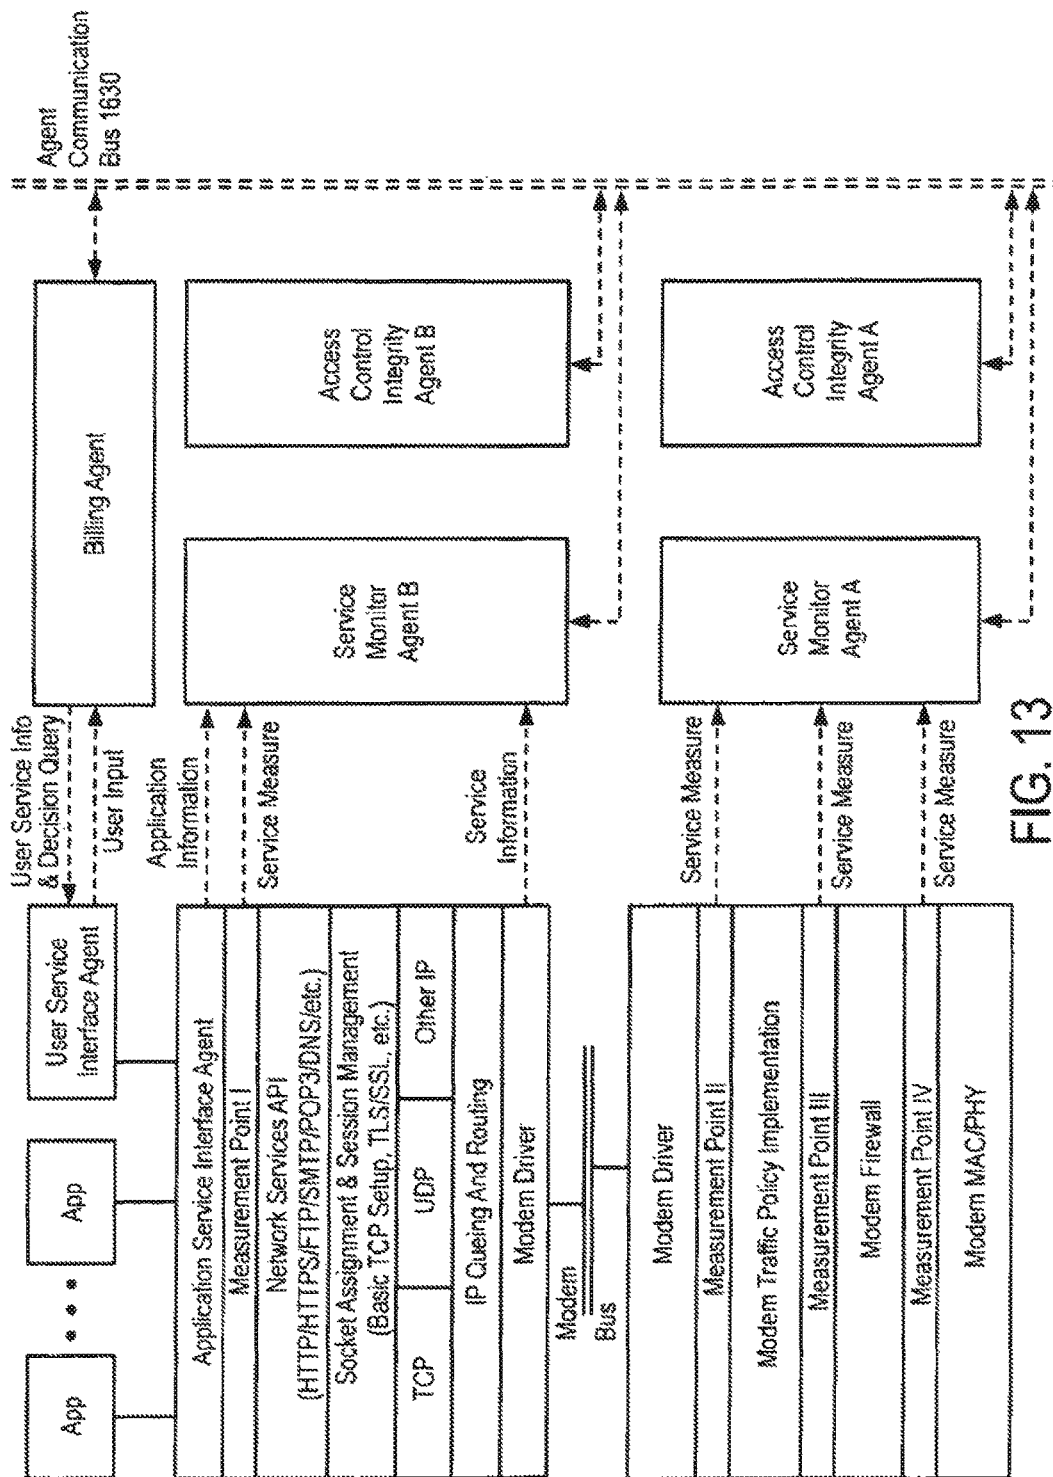 App
App
User Service
Interface Agent
User Service Info
& Decision Query
User Input
Billing Agent
Agent
Communication
Bus 1630
Application Service Interface Agent
Measurement Point I
Network Services API
(HTTP/HTTPS/FTP/SMTP/POP3/DNS/etc.)
Socket Assignment & Session Management
(Basic TCP Setup, TLS/SSL, etc.)
TCP
UDP
Other IP
IP Queing And Routing
Modem Driver
Application
Information
Service Measure
Service
Information
Service
Monitor
Agent B
Access
Control
Integrity
Agent B
Modem
Bus
Modem Driver
Measurement Point II
Modem Traffic Policy Implementation
Measurement Point III
Modem Firewall
Measurement Point IV
Modem MAC/PHY
Service Measure
Service Measure
Service Measure
Service
Monitor
Agent A
Access
Control
Integrity
Agent A
FIG. 13